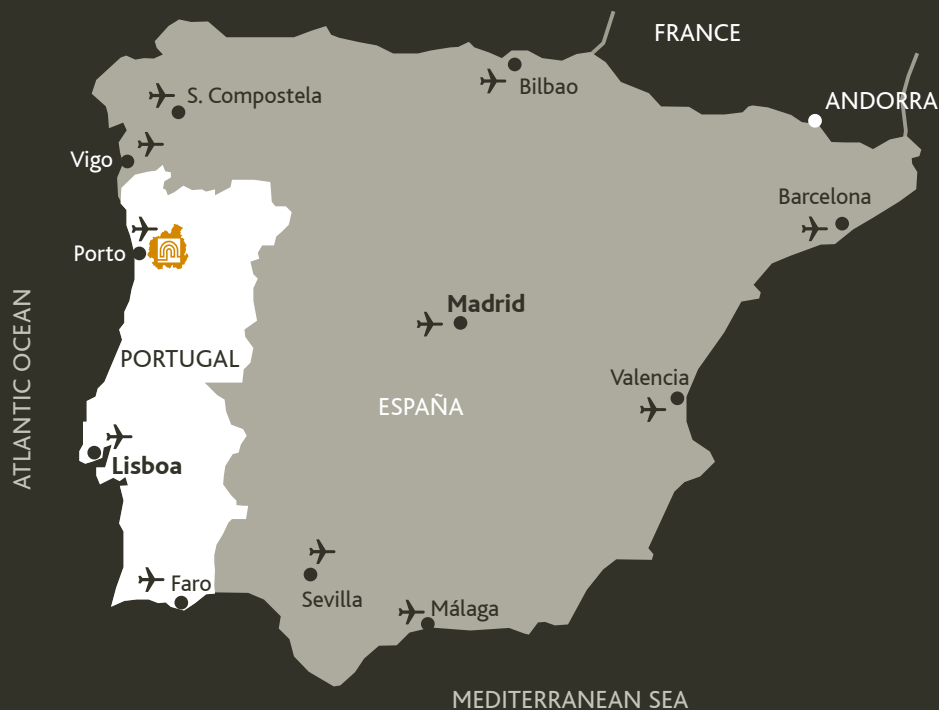 FRANCE
ANDORRA
Bilbao
S. Compostela
Vigo
Barcelona
Porto
Madrid
PORTUGAL
Valencia
ESPAÑA
ATLANTIC OCEAN
Lisboa
Faro
Sevilla
Málaga
MEDITERRANEAN SEA